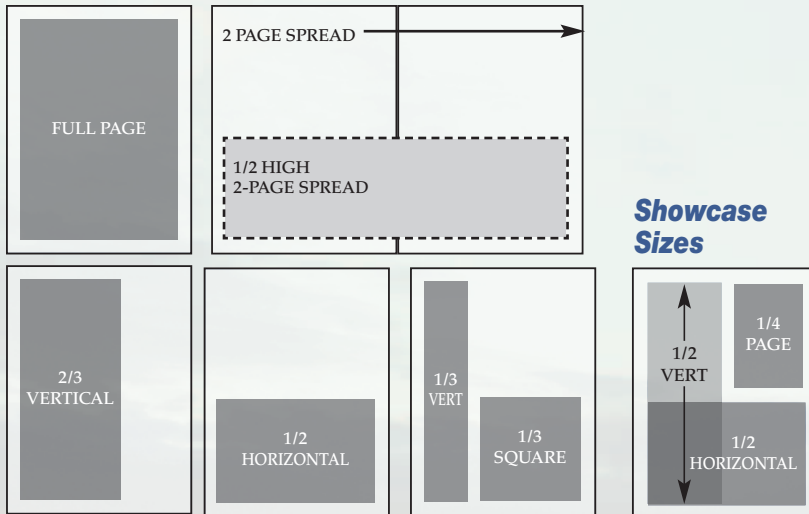 FULL PAGE
2 PAGE SPREAD
1/2 HIGH
2-PAGE SPREAD
Showcase
Sizes
2/3
VERTICAL
1/2
HORIZONTAL
1/3
VERT
1/3
SQUARE
1/2
VERT
1/4
PAGE
1/2
HORIZONTAL